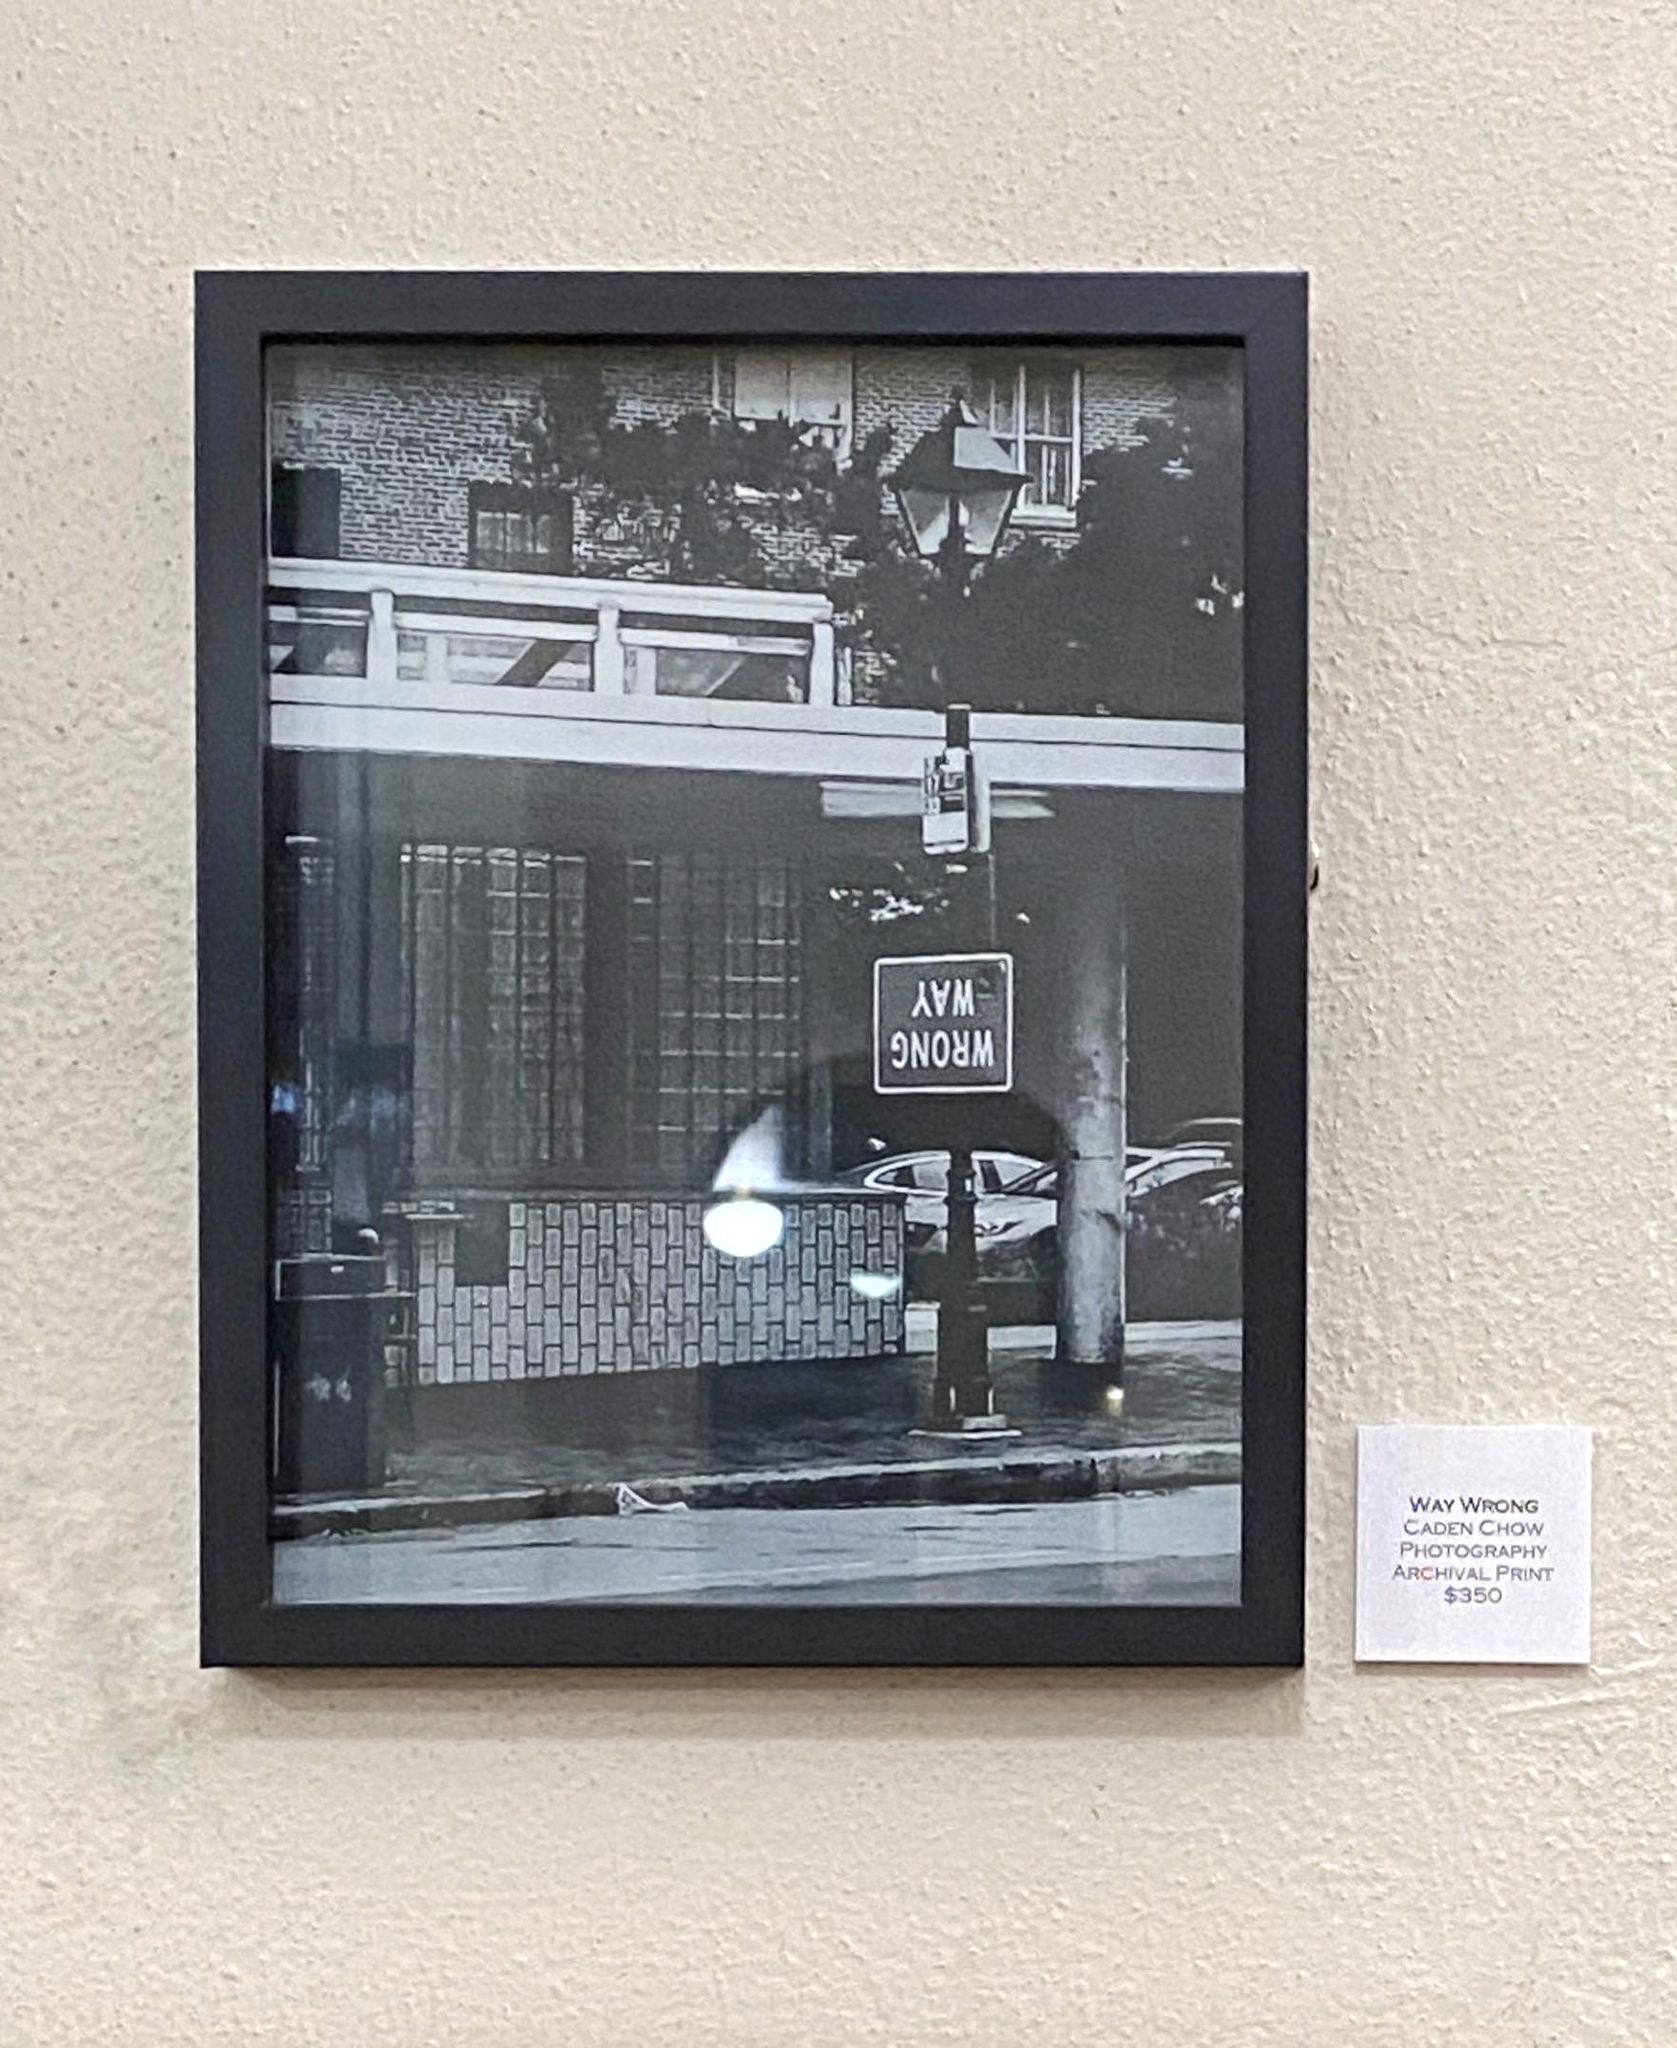 WRONG
WAY
WAY WRONG
CADEN CHOW
PHOTOGRAPHY
ARCHIVAL PRINT
$350